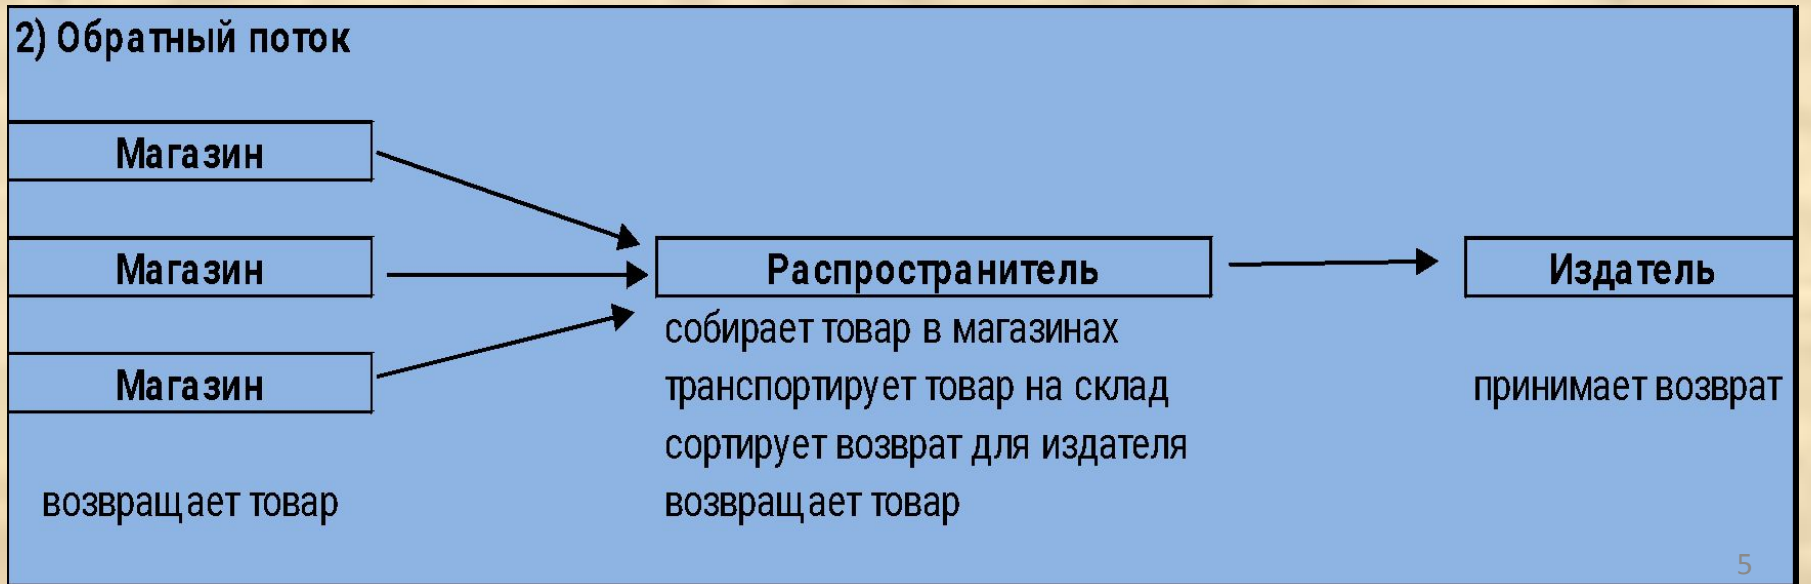 2) Обратный поток
Магазин
Магазин
Магазин
возвращает товар
Распространитель
собирает товар в магазинах
транспортирует товар на склад
сортирует возврат для издателя
возвращает товар
Издатель
принимает возврат
5